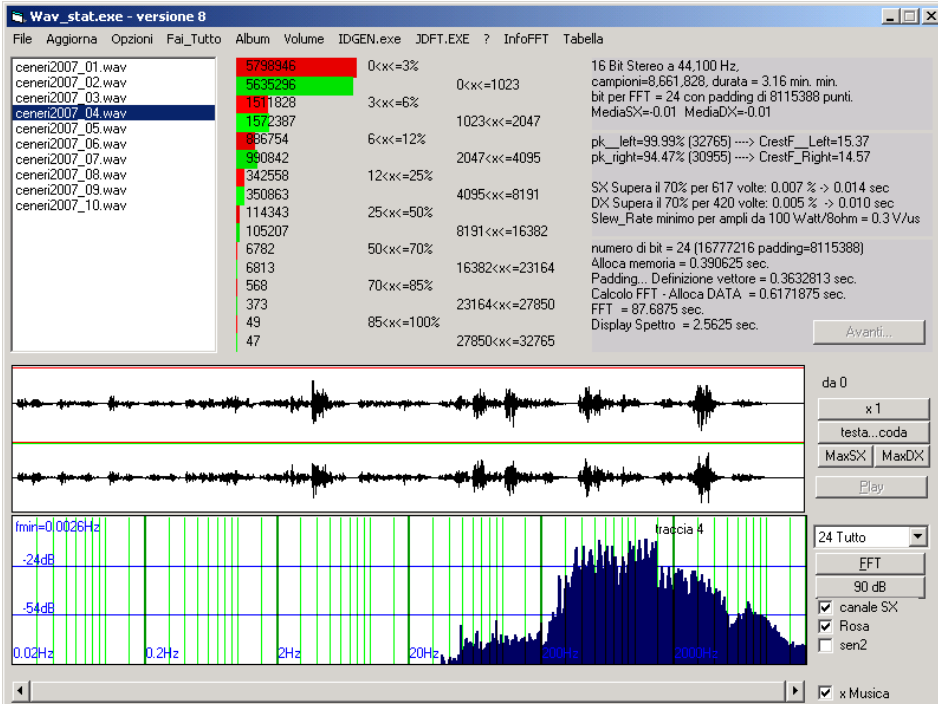 Wav_stat.exe - versione 8
File Aggiorna Opzioni Fai_Tutto Album Volume IDGEN.exe JDFT.EXE ? InfoFFT Tabella
ceneri2007_01.wav
ceneri2007_02.wav
ceneri2007_03.wav
ceneri2007_04.wav
ceneri2007_05.wav
ceneri2007_06.wav
ceneri2007_07.wav
ceneri2007_08.wav
ceneri2007_09.wav
ceneri2007_10.wav
5798946 0<x<=3%
5635296 0<x<=1023
1511828 3<x<=6%
1572387 1023<x<=2047
886754 6<x<=12%
990842 2047<x<=4095
342558 12<x<=25%
350863 4095<x<=8191
114343 25<x<=50%
105207 8191<x<=16382
6782 50<x<=70%
6813 16382<x<=23164
568 70<x<=85%
373 23164<x<=27850
49 85<x<=100%
47 27850<x<=32765
16 Bit Stereo a 44,100 Hz,
campioni=8,661,828, durata = 3.16 min. min.
bit per FFT = 24 con padding di 8115388 punti.
MediaSX=-0.01 MediaDX=-0.01
pk__left=99.99% (32765) ----> CrestF__Left=15.37
pk_right=94.47% (30955) ----> CrestF_Right=14.57
SX Supera il 70% per 617 volte: 0.007 % -> 0.014 sec
DX Supera il 70% per 420 volte: 0.005 % -> 0.010 sec
Slew_Rate minimo per ampli da 100 Watt/8ohm = 0.3 V/us
numero di bit = 24 (16777216 padding=8115388)
Alloca memoria = 0.390625 sec.
Padding... Definizione vettore = 0.3632813 sec.
Calcolo FFT - Alloca DATA = 0.6171875 sec.
FFT = 87.6875 sec.
Display Spettro = 2.5625 sec.
Avanti...
da 0
x 1
testa...coda
MaxSX MaxDX
Play
fmin=0.0026Hz
traccia 4
-24dB
-54dB
0.02Hz 0.2Hz 2Hz 20Hz 200Hz 2000Hz
24 Tutto
FFT
90 dB
canale SX
Rosa
sen2
x Musica